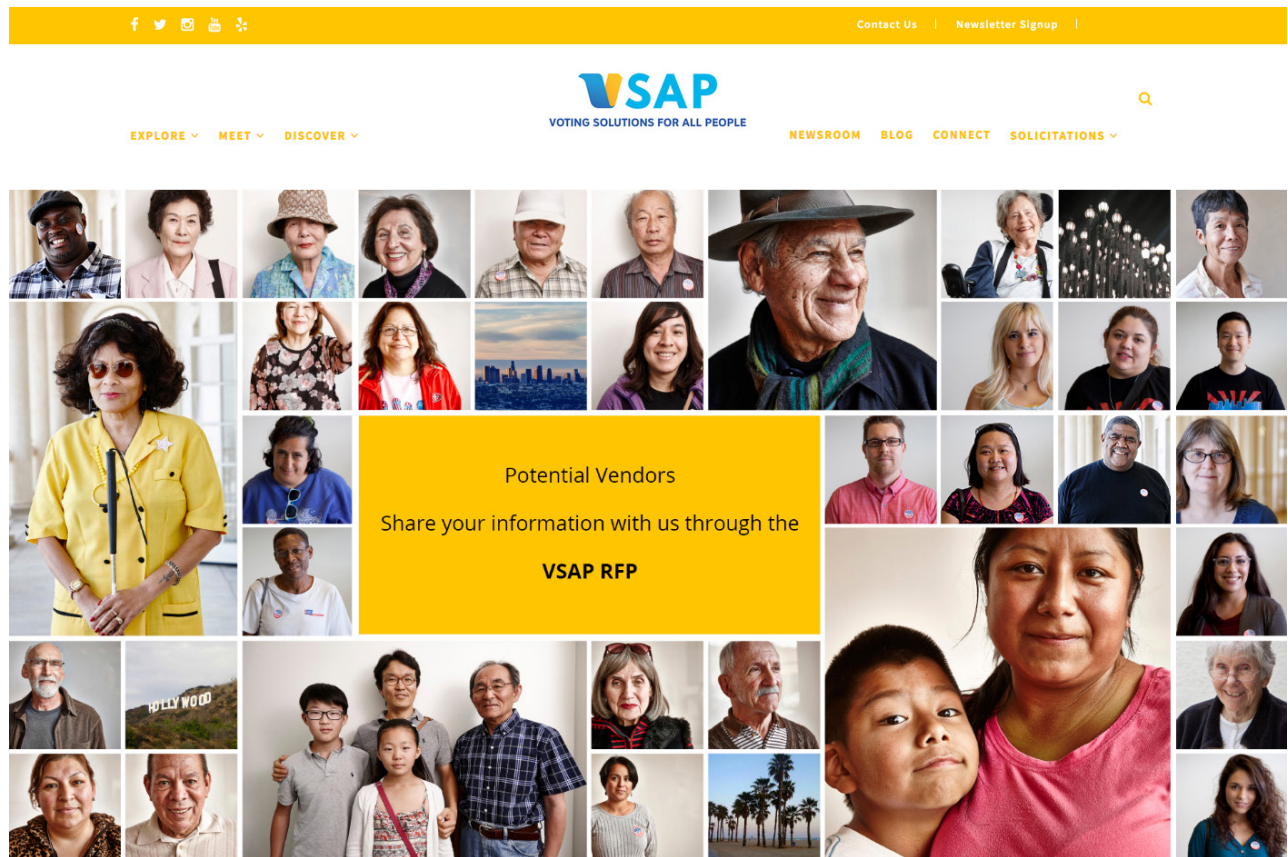 Contact Us | Newsletter Signup |
VSAP
VOTING SOLUTIONS FOR ALL PEOPLE
EXPLORE MEET DISCOVER NEWSROOM BLOG CONNECT SOLICITATIONS
Potential Vendors
Share your information with us through the
VSAP RFP
HOLLYWOOD